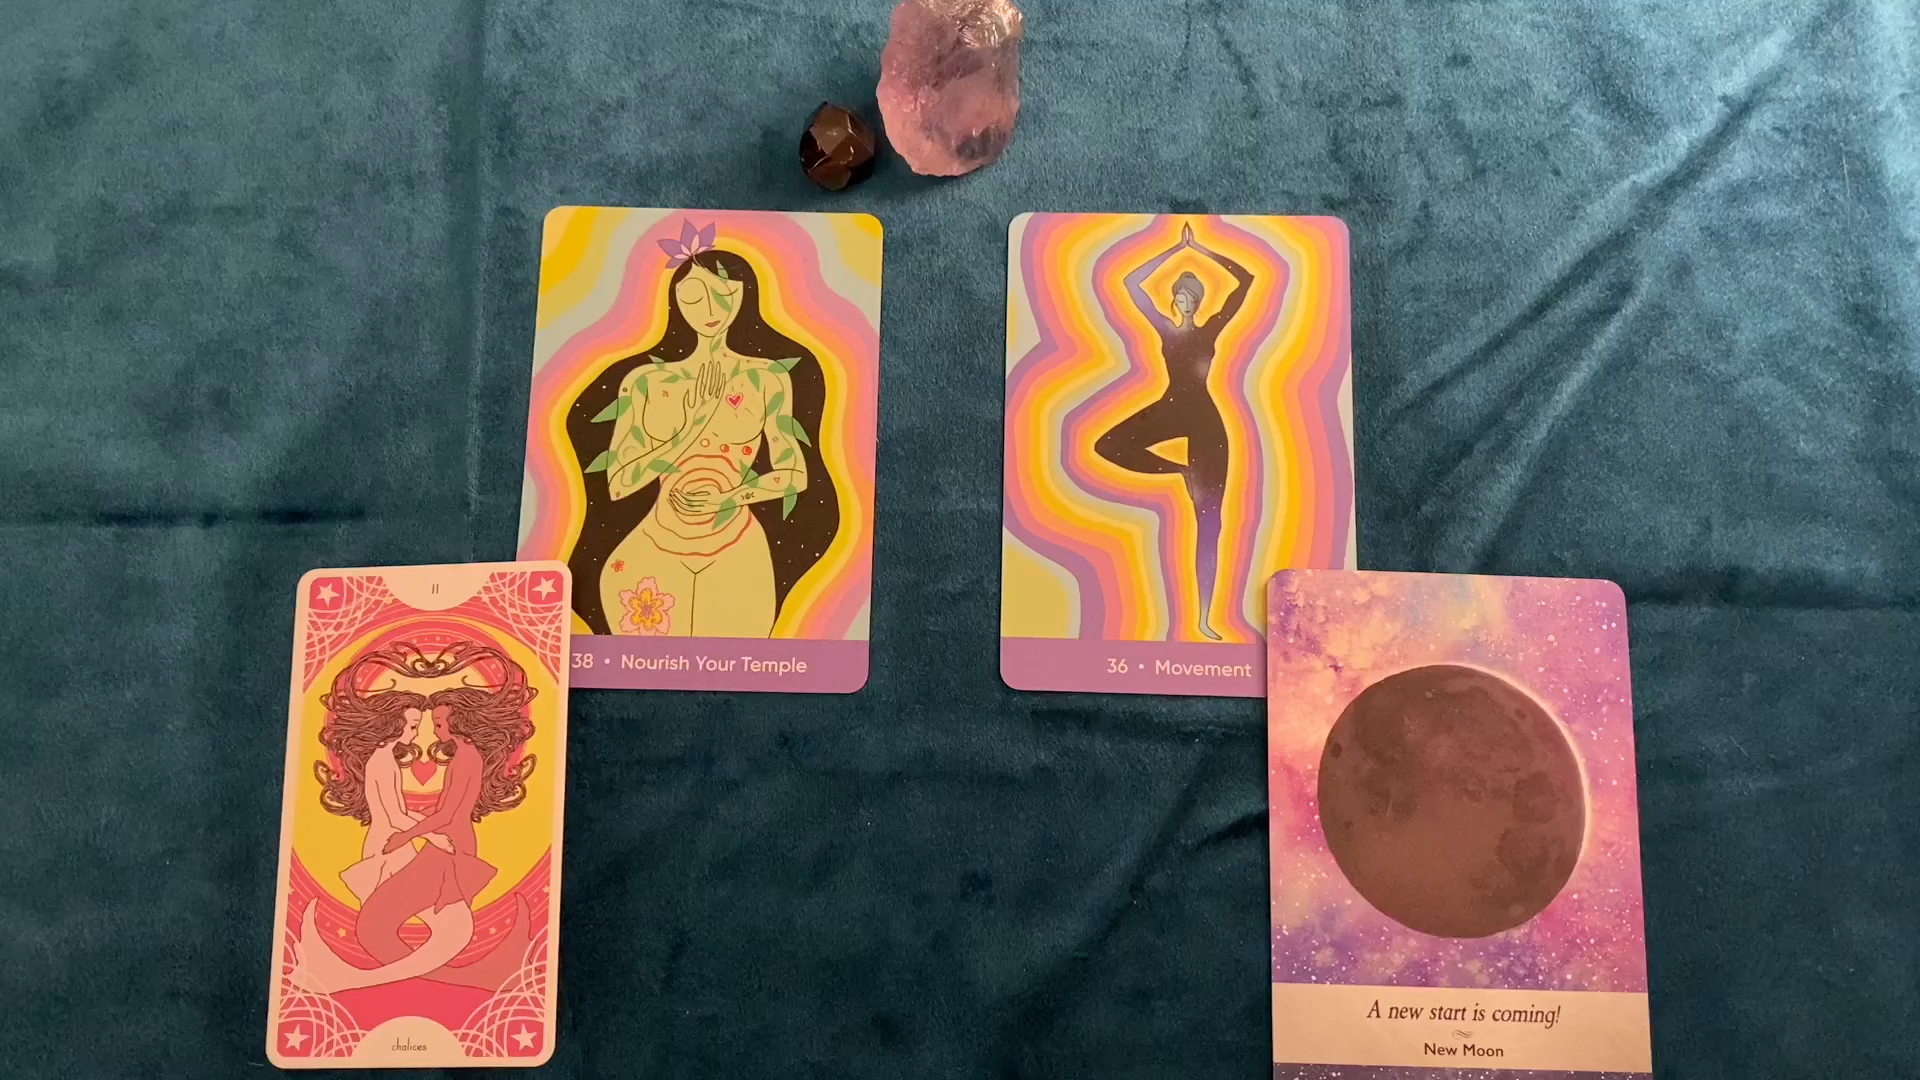 38 • Nourish Your Temple
36 • Movement
II
chalices
A new start is coming!
New Moon